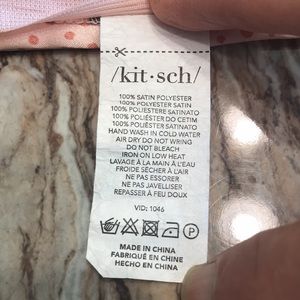 /kit·sch/
100% SATIN POLYESTER
100% POLYESTER SATIN
100% POLIÉSTER SATINADO
100% POLIÉSTER DO CETIM
100% POLIESTER SATINATO
HAND WASH IN COLD WATER
AIR DRY DO NOT WRING
DO NOT BLEACH
IRON ON LOW HEAT
LAVAGE À LA MAIN À L'EAU
FROIDE SÉCHER À L'AIR
NE PAS ESSORER
NE PAS JAVELLISER
REPASSER À FEU DOUX
VID: 1046
P
MADE IN CHINA
FABRIQUÉ EN CHINE
HECHO EN CHINA